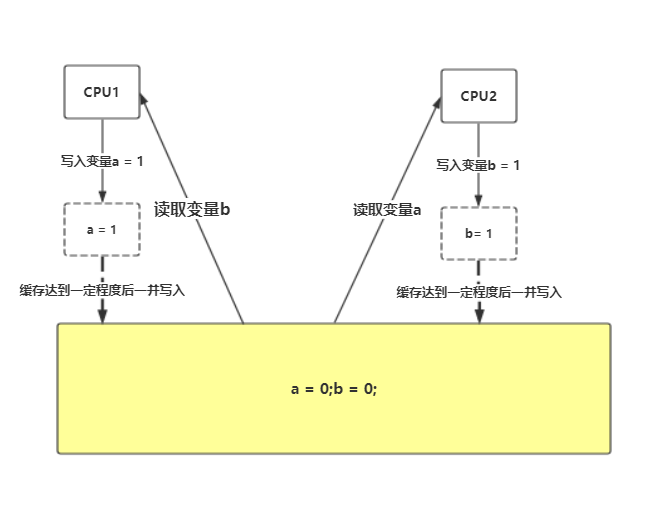 CPU1
CPU2
写入变量a = 1
写入变量b = 1
读取变量b
读取变量a
a = 1
b= 1
缓存达到一定程度后一并写入
缓存达到一定程度后一并写入
a = 0;b = 0;